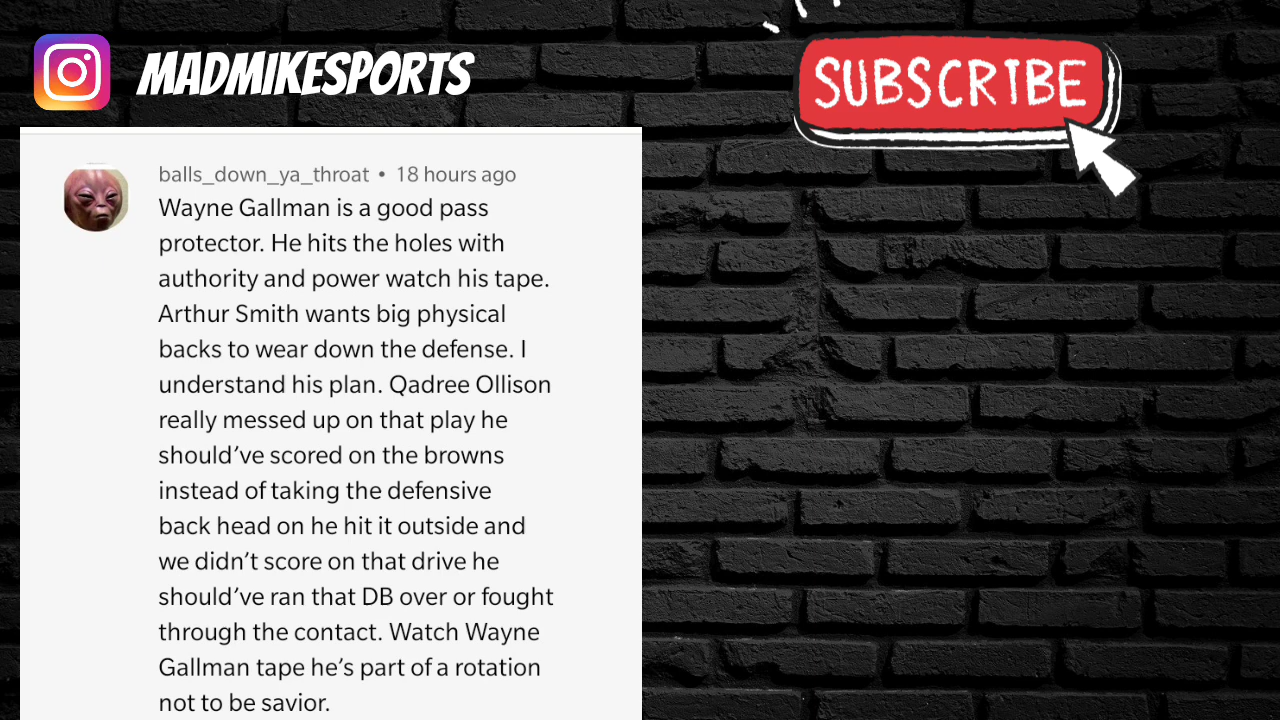 MADMIKESPORTS
SUBSCRIBE
balls_down_ya_throat • 18 hours ago
Wayne Gallman is a good pass
protector. He hits the holes with
authority and power watch his tape.
Arthur Smith wants big physical
backs to wear down the defense. I
understand his plan. Qadree Ollison
really messed up on that play he
should’ve scored on the browns
instead of taking the defensive
back head on he hit it outside and
we didn’t score on that drive he
should’ve ran that DB over or fought
through the contact. Watch Wayne
Gallman tape he’s part of a rotation
not to be savior.